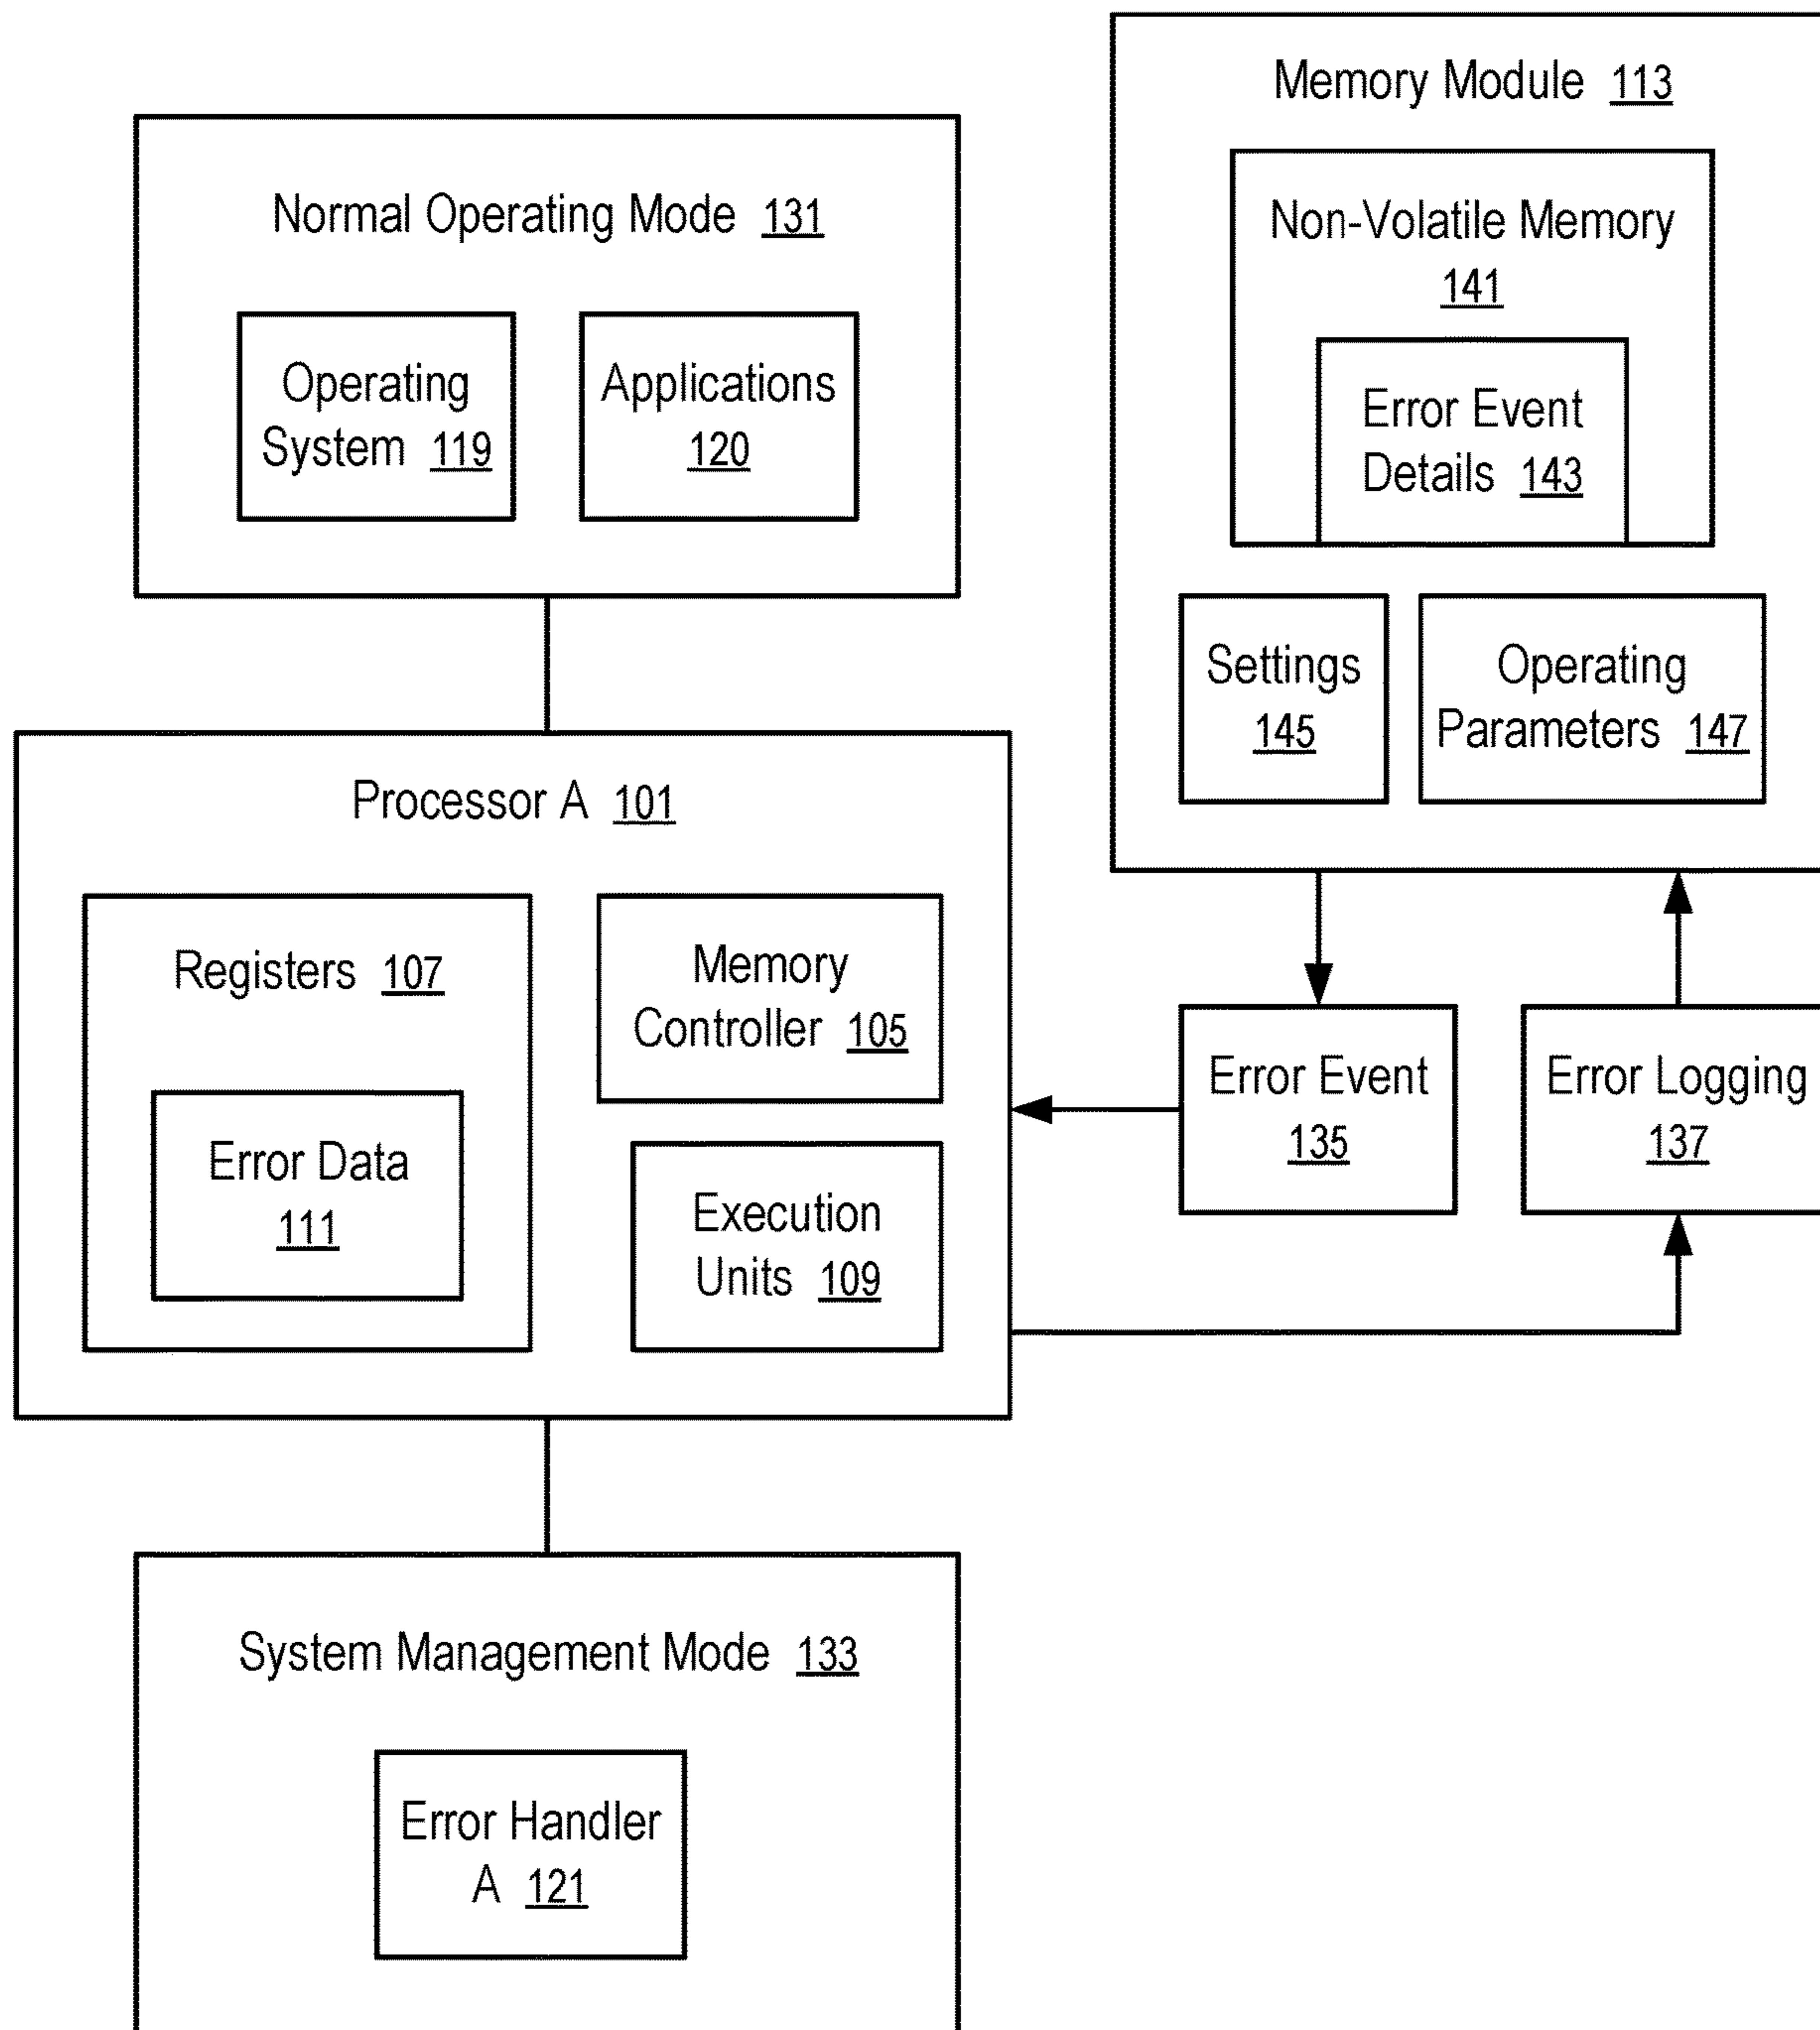 Memory Module 113
Non-Volatile Memory
141
Error Event
Details 143
Settings
145
Operating
Parameters 147
Normal Operating Mode 131
Operating
System 119
Applications
120
Processor A 101
Registers 107
Error Data
111
Memory
Controller 105
Execution
Units 109
Error Event
135
Error Logging
137
System Management Mode 133
Error Handler
A 121